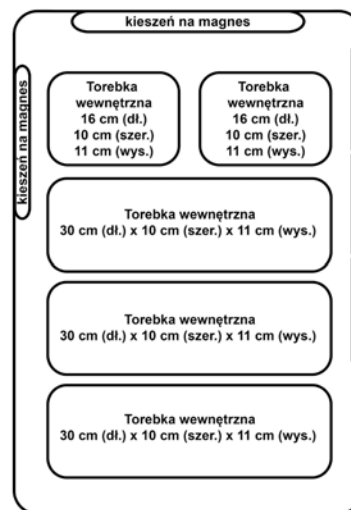 kieszeń na magnes
kieszeń na magnes
Torebka
wewnętrzna
16 cm (dł.)
10 cm (szer.)
11 cm (wys.)
Torebka
wewnętrzna
16 cm (dł.)
10 cm (szer.)
11 cm (wys.)
Torebka wewnętrzna
30 cm (dł.) x 10 cm (szer.) x 11 cm (wys.)
Torebka wewnętrzna
30 cm (dł.) x 10 cm (szer.) x 11 cm (wys.)
Torebka wewnętrzna
30 cm (dł.) x 10 cm (szer.) x 11 cm (wys.)